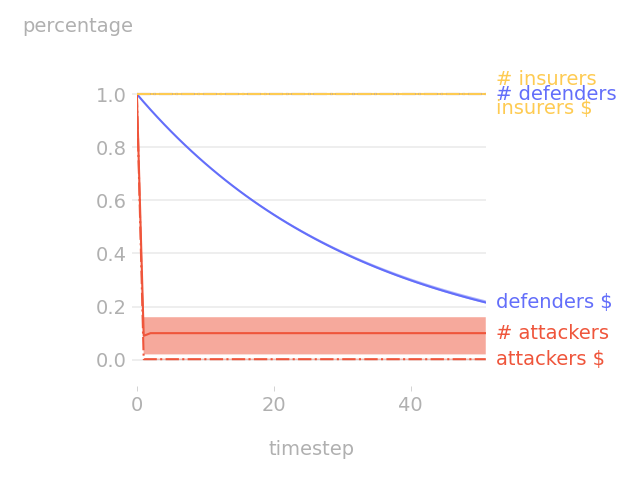 percentage
# insurers
# defenders
insurers $
1.0
0.8
0.6
0.4
0.2
0.0
defenders $
# attackers
attackers $
0
20
40
timestep